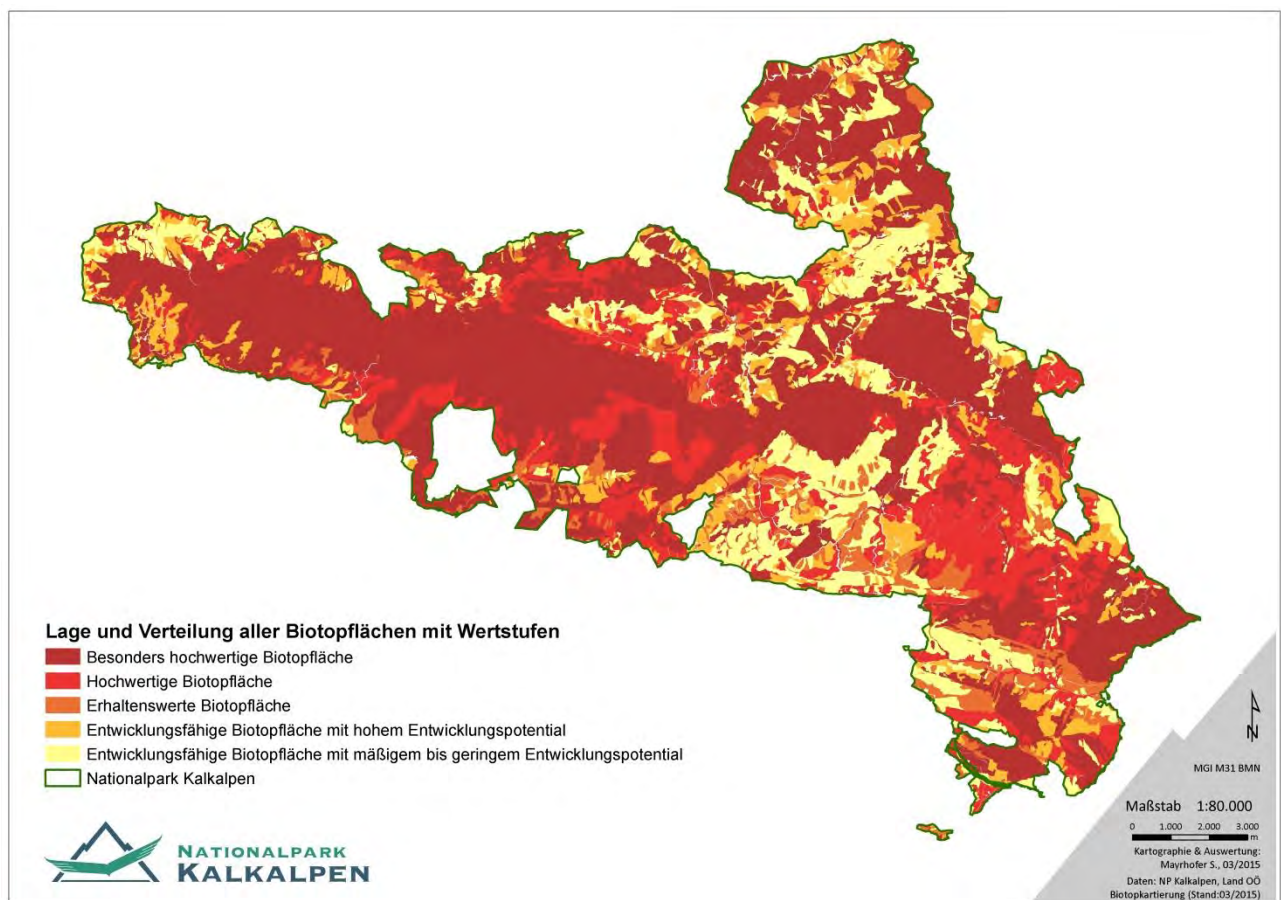 Lage und Verteilung aller Biotopflächen mit Wertstufen
Besonders hochwertige Biotopfläche
Hochwertige Biotopfläche
Erhaltenswerte Biotopfläche
Entwicklungsfähige Biotopfläche mit hohem Entwicklungspotential
Entwicklungsfähige Biotopfläche mit mäßigem bis geringem Entwicklungspotential
Nationalpark Kalkalpen
NATIONALPARK
KALKALPEN
N
MGI M31 BMN
Maßstab 1:80.000
0 1.000 2.000 3.000
m
Kartographie & Auswertung:
Mayrhofer S., 03/2015
Daten: NP Kalkalpen, Land OÖ
Biotopkartierung (Stand:03/2015)